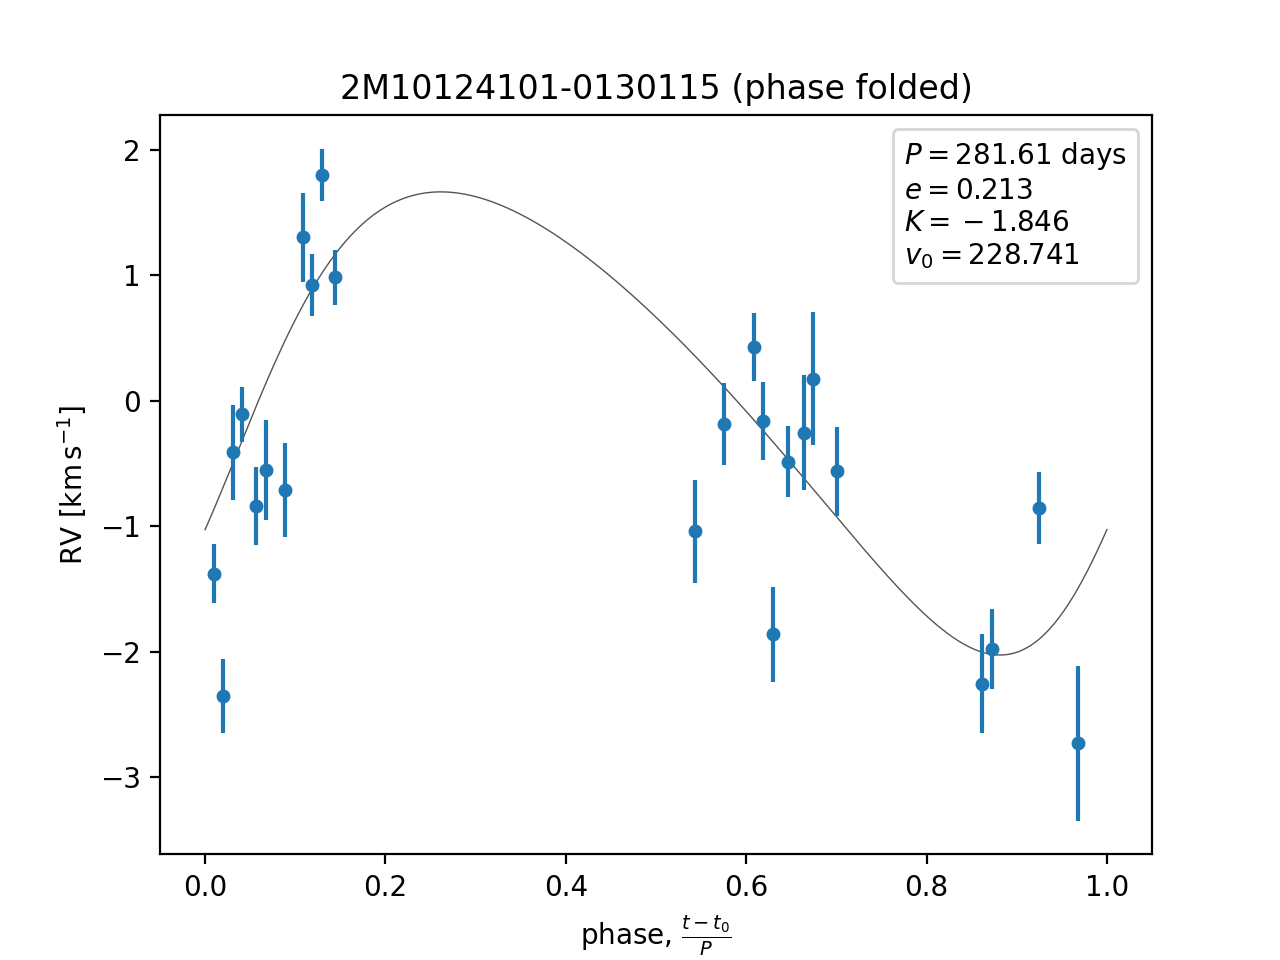 2M10124101-0130115 (phase folded)
P = 281.61 days
e = 0.213
K = −1.846
v₀ = 228.741
RV [km s⁻¹]
2
1
0
−1
−2
−3
0.0 0.2 0.4 0.6 0.8 1.0
phase, (t − t₀)/P